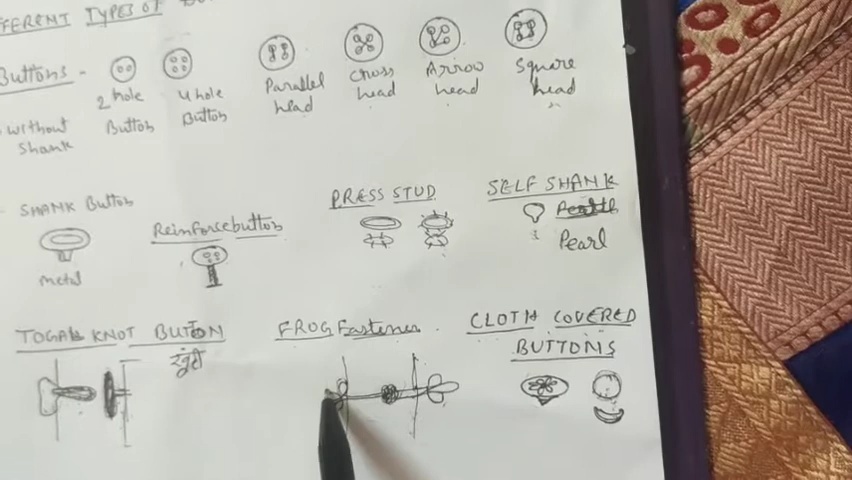 FFERENT TYPES OF
Buttons -
2 hole
Button
4 hole
Button
Parallel
head
Cross
head
Arrow
head
Square
head
without
shank
- SHANK Button
metal
Reinforcebutton
PRESS STUD
SELF SHANK
Pearl
TOGAL KNOT BUTTON
FROG Fastener.
CLOTH COVERED
BUTTONS